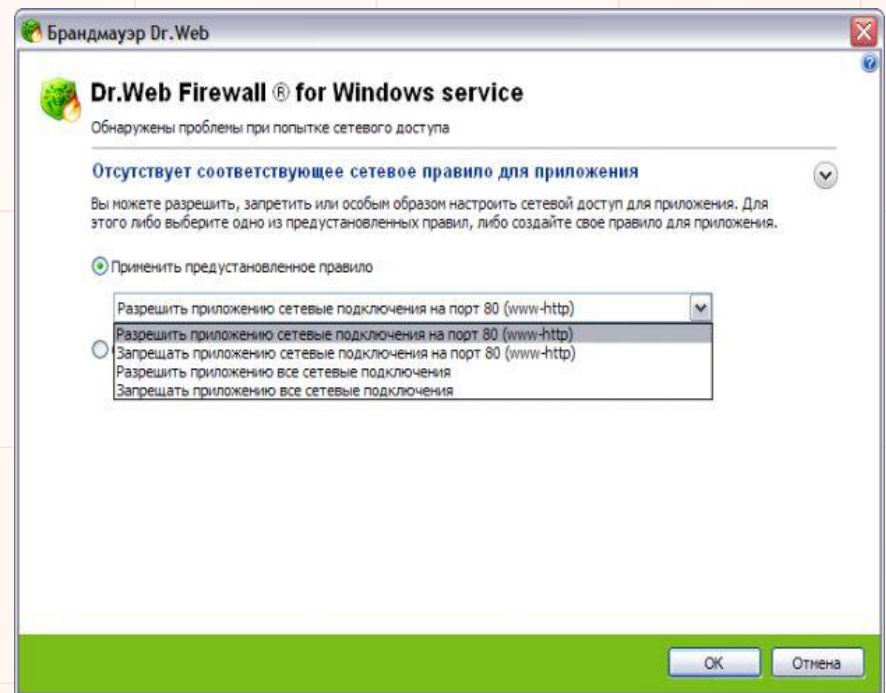 Брандмауэр Dr.Web
Dr.Web Firewall ® for Windows service
Обнаружены проблемы при попытке сетевого доступа
Отсутствует соответствующее сетевое правило для приложения
Вы можете разрешить, запретить или особым образом настроить сетевой доступ для приложения. Для
этого либо выберите одно из предустановленных правил, либо создайте свое правило для приложения.
Применить предустановленное правило
Разрешить приложению сетевые подключения на порт 80 (www-http)
Разрешить приложению сетевые подключения на порт 80 (www-http)
Запрещать приложению сетевые подключения на порт 80 (www-http)
Разрешить приложению все сетевые подключения
Запрещать приложению все сетевые подключения
OK
Отмена